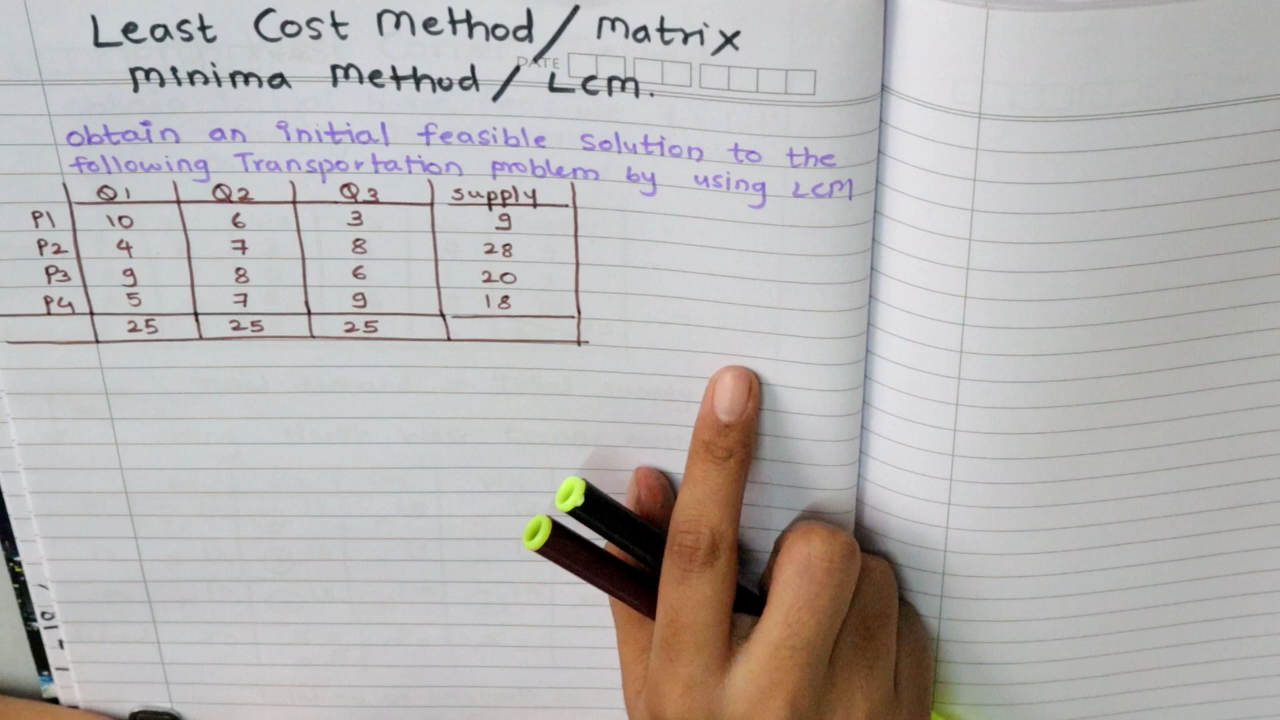 Least Cost Method / Matrix
DATE
minima Method / Lcm.
obtain an initial feasible solution to the
following Transportation problem by using LCM
Q1 Q2 Q3 supply
P1 10 6 3 9
P2 4 7 8 28
P3 9 8 6 20
P4 5 7 9 18
25 25 25